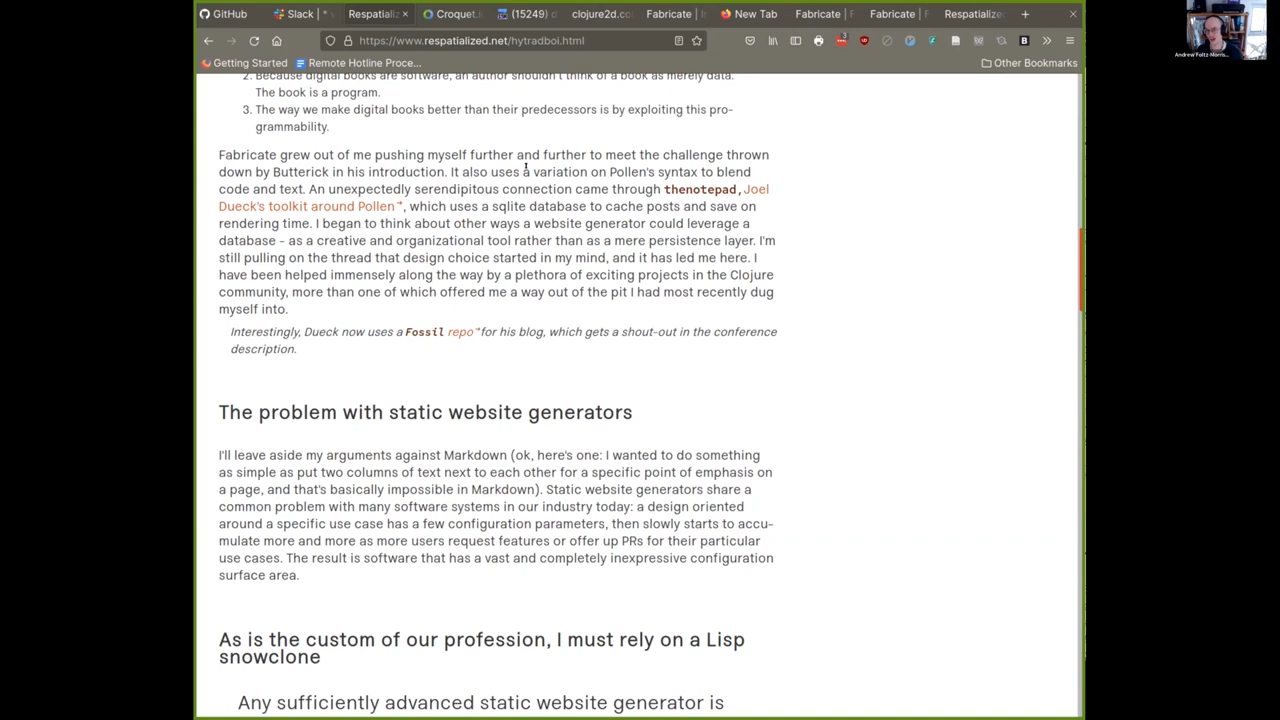 GitHub
Slack | *
Respatializ
Croquet.i
(15249)
clojure2d.co
Fabricate |
New Tab
Fabricate | F
Fabricate | F
Respatialize
https://www.respatialized.net/hytradboi.html
Getting Started
Remote Hotline Proce…
Other Bookmarks
Andrew Foltz-Morris…
2. Because digital books are software, an author shouldn't think of a book as merely data.
The book is a program.
3. The way we make digital books better than their predecessors is by exploiting this pro-
grammability.
Fabricate grew out of me pushing myself further and further to meet the challenge thrown
down by Butterick in his introduction. It also uses a variation on Pollen's syntax to blend
code and text. An unexpectedly serendipitous connection came through thenotepad, Joel
Dueck's toolkit around Pollen, which uses a sqlite database to cache posts and save on
rendering time. I began to think about other ways a website generator could leverage a
database - as a creative and organizational tool rather than as a mere persistence layer. I'm
still pulling on the thread that design choice started in my mind, and it has led me here. I
have been helped immensely along the way by a plethora of exciting projects in the Clojure
community, more than one of which offered me a way out of the pit I had most recently dug
myself into.
Interestingly, Dueck now uses a Fossil repo for his blog, which gets a shout-out in the conference
description.
The problem with static website generators
I'll leave aside my arguments against Markdown (ok, here's one: I wanted to do something
as simple as put two columns of text next to each other for a specific point of emphasis on
a page, and that's basically impossible in Markdown). Static website generators share a
common problem with many software systems in our industry today: a design oriented
around a specific use case has a few configuration parameters, then slowly starts to accu-
mulate more and more as more users request features or offer up PRs for their particular
use cases. The result is software that has a vast and completely inexpressive configuration
surface area.
As is the custom of our profession, I must rely on a Lisp
snowclone
Any sufficiently advanced static website generator is